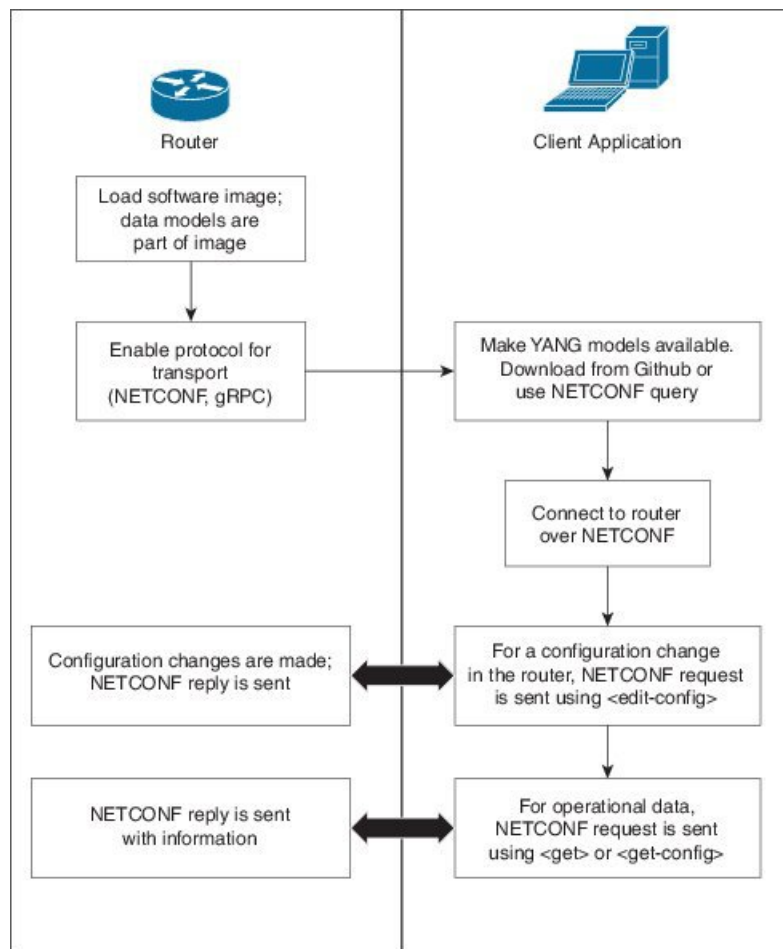 Router
Client Application
Load software image;
data models are
part of image
Enable protocol for
transport
(NETCONF, gRPC)
Make YANG models available.
Download from Github or
use NETCONF query
Connect to router
over NETCONF
Configuration changes are made;
NETCONF reply is sent
For a configuration change
in the router, NETCONF request
is sent using <edit-config>
NETCONF reply is sent
with information
For operational data,
NETCONF request is sent
using <get> or <get-config>